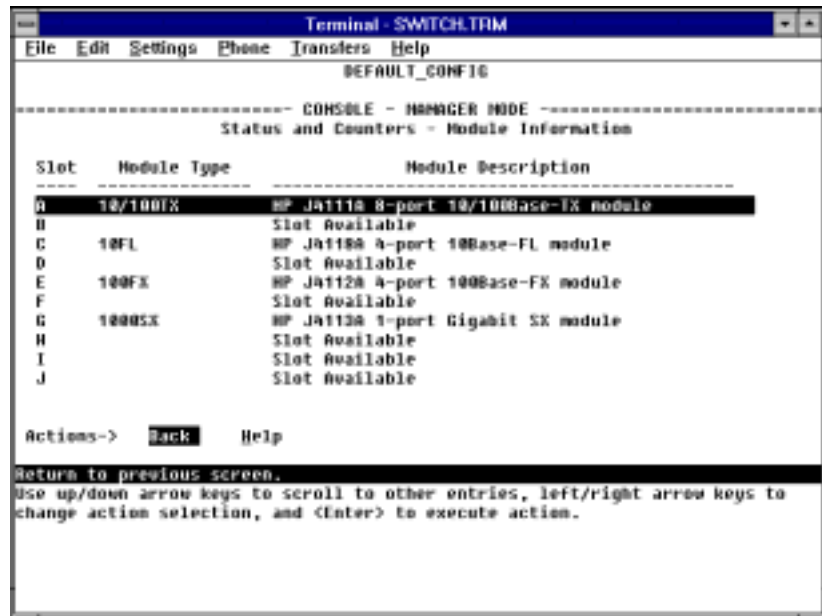 Terminal - SWITCH.TRM
File Edit Settings Phone Transfers Help
DEFAULT_CONFIG
---------------------------- CONSOLE - MANAGER MODE -----------------------------
Status and Counters - Module Information
Slot Module Type Module Description
---- --------------- ---------------------------------------------
A 10/100TX HP J4111A 8-port 10/100Base-TX module
B Slot Available
C 10FL HP J4118A 4-port 10Base-FL module
D Slot Available
E 100FX HP J4112A 4-port 100Base-FX module
F Slot Available
G 1000SX HP J4113A 1-port Gigabit SX module
H Slot Available
I Slot Available
J Slot Available
Actions-> Back Help
Return to previous screen.
Use up/down arrow keys to scroll to other entries, left/right arrow keys to
change action selection, and <Enter> to execute action.